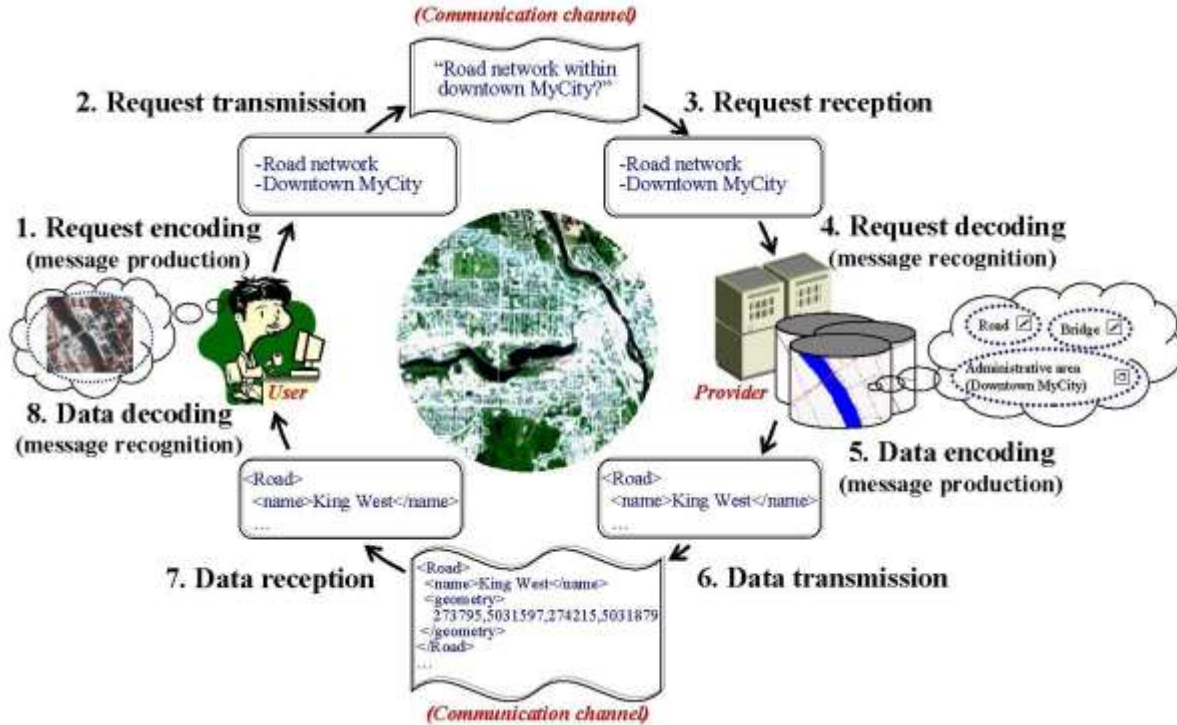 (Communication channel)
“Road network within
downtown MyCity?”
2. Request transmission
3. Request reception
-Road network
-Downtown MyCity
-Road network
-Downtown MyCity
1. Request encoding
(message production)
4. Request decoding
(message recognition)
Road
Bridge
Administrative area
(Downtown MyCity)
User
Provider
8. Data decoding
(message recognition)
5. Data encoding
(message production)
<Road>
<name>King West</name>
...
<Road>
<name>King West</name>
...
7. Data reception
6. Data transmission
<Road>
<name>King West</name>
<geometry>
273795,5031597,274215,5031879
</geometry>
</Road>
...
(Communication channel)